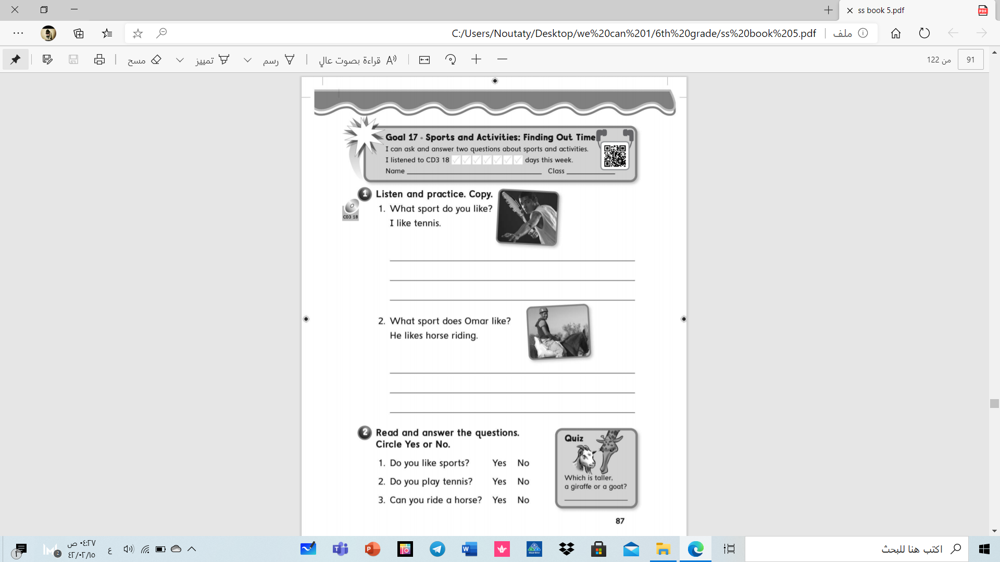 ss book 5.pdf
C:/Users/Noutaty/Desktop/we%20can%201/6th%20grade/ss%20book%205.pdf
ملف
91
من 122
قراءة بصوت عالٍ
رسم
تمييز
مسح
Goal 17 - Sports and Activities: Finding Out Time
I can ask and answer two questions about sports and activities.
I listened to CD3 18 days this week.
Name Class
1 Listen and practice. Copy.
CD3 18
1. What sport do you like?
I like tennis.
2. What sport does Omar like?
He likes horse riding.
2 Read and answer the questions.
Circle Yes or No.
1. Do you like sports? Yes No
2. Do you play tennis? Yes No
3. Can you ride a horse? Yes No
Quiz
Which is taller,
a giraffe or a goat?
87
اكتب هنا للبحث
ع
٠٤:٢٧ ص
٤٢/٠٢/١٥